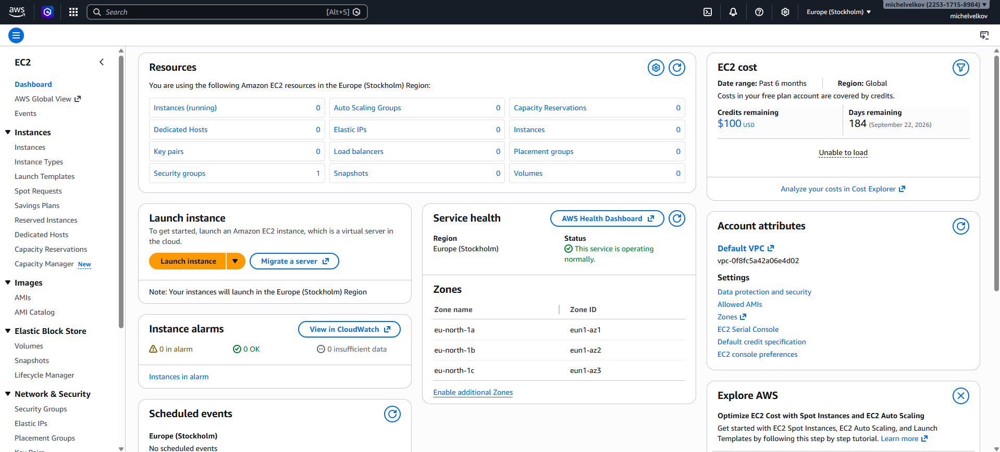 aws
Search [Alt+S]
Europe (Stockholm)
michelvelkov (2253-1715-8984)
michelvelkov
EC2
Dashboard
AWS Global View
Events
Instances
Instances
Instance Types
Launch Templates
Spot Requests
Savings Plans
Reserved Instances
Dedicated Hosts
Capacity Reservations
Capacity Manager New
Images
AMIs
AMI Catalog
Elastic Block Store
Volumes
Snapshots
Lifecycle Manager
Network & Security
Security Groups
Elastic IPs
Placement Groups
Key Pairs
Resources
You are using the following Amazon EC2 resources in the Europe (Stockholm) Region:
Instances (running) 0 Auto Scaling Groups 0 Capacity Reservations 0
Dedicated Hosts 0 Elastic IPs 0 Instances 0
Key pairs 0 Load balancers 0 Placement groups 0
Security groups 1 Snapshots 0 Volumes 0
Launch instance
To get started, launch an Amazon EC2 instance, which is a virtual server in
the cloud.
Launch instance Migrate a server
Note: Your instances will launch in the Europe (Stockholm) Region
Instance alarms
View in CloudWatch
0 in alarm 0 OK 0 insufficient data
Instances in alarm
Scheduled events
Europe (Stockholm)
No scheduled events
Service health
AWS Health Dashboard
Region Status
Europe (Stockholm) This service is operating
normally.
Zones
Zone name Zone ID
eu-north-1a eun1-az1
eu-north-1b eun1-az2
eu-north-1c eun1-az3
Enable additional Zones
EC2 cost
Date range: Past 6 months Region: Global
Costs in your free plan account are covered by credits.
Credits remaining Days remaining
$100 USD 184 (September 22, 2026)
Unable to load
Analyze your costs in Cost Explorer
Account attributes
Default VPC
vpc-0f8fc5a42a06e4d02
Settings
Data protection and security
Allowed AMIs
Zones
EC2 Serial Console
Default credit specification
EC2 console preferences
Explore AWS
Optimize EC2 Cost with Spot Instances and EC2 Auto Scaling
Get started with EC2 Spot Instances, EC2 Auto Scaling, and Launch
Templates by following this step by step tutorial. Learn more